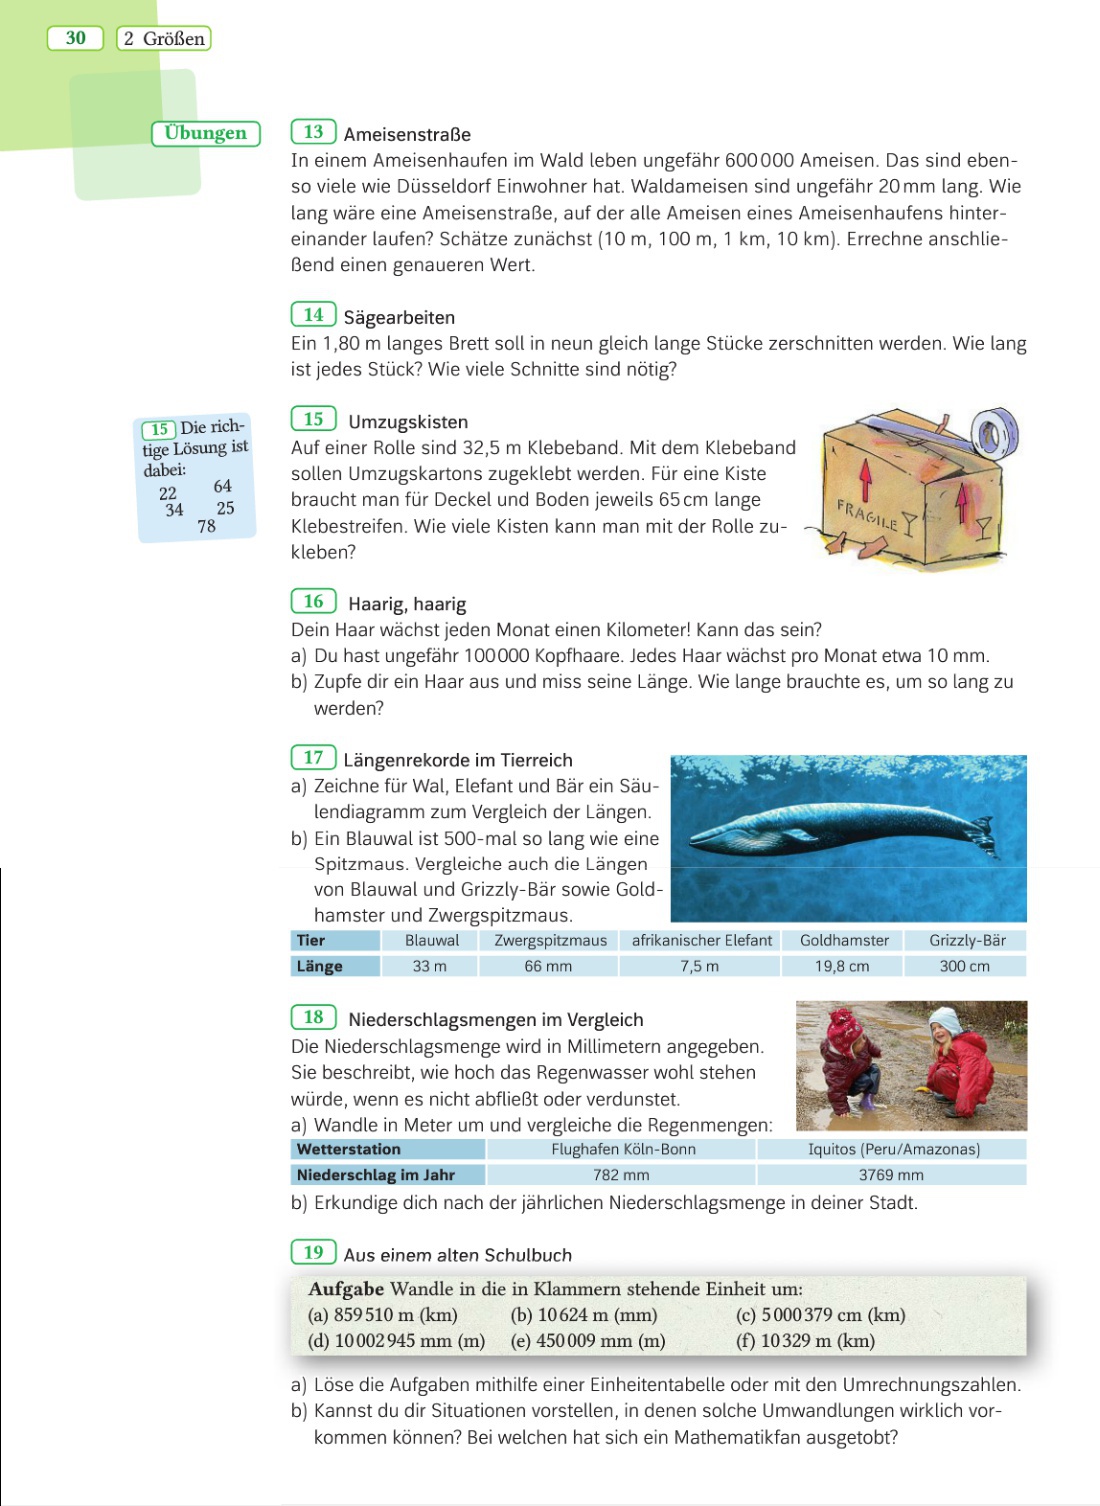 30
2 Größen
Übungen
13 Ameisenstraße
In einem Ameisenhaufen im Wald leben ungefähr 600 000 Ameisen. Das sind eben-
so viele wie Düsseldorf Einwohner hat. Waldameisen sind ungefähr 20 mm lang. Wie
lang wäre eine Ameisenstraße, auf der alle Ameisen eines Ameisenhaufens hinter-
einander laufen? Schätze zunächst (10 m, 100 m, 1 km, 10 km). Errechne anschlie-
ßend einen genaueren Wert.
14 Sägearbeiten
Ein 1,80 m langes Brett soll in neun gleich lange Stücke zerschnitten werden. Wie lang
ist jedes Stück? Wie viele Schnitte sind nötig?
15 Die rich-
tige Lösung ist
dabei:
22 64
34 25
78
15 Umzugskisten
Auf einer Rolle sind 32,5 m Klebeband. Mit dem Klebeband
sollen Umzugskartons zugeklebt werden. Für eine Kiste
braucht man für Deckel und Boden jeweils 65 cm lange
Klebestreifen. Wie viele Kisten kann man mit der Rolle zu-
kleben?
FRAGILE
16 Haarig, haarig
Dein Haar wächst jeden Monat einen Kilometer! Kann das sein?
a) Du hast ungefähr 100 000 Kopfhaare. Jedes Haar wächst pro Monat etwa 10 mm.
b) Zupfe dir ein Haar aus und miss seine Länge. Wie lange brauchte es, um so lang zu
werden?
17 Längenrekorde im Tierreich
a) Zeichne für Wal, Elefant und Bär ein Säu-
lendiagramm zum Vergleich der Längen.
b) Ein Blauwal ist 500-mal so lang wie eine
Spitzmaus. Vergleiche auch die Längen
von Blauwal und Grizzly-Bär sowie Gold-
hamster und Zwergspitzmaus.
Tier Blauwal Zwergspitzmaus afrikanischer Elefant Goldhamster Grizzly-Bär
Länge 33 m 66 mm 7,5 m 19,8 cm 300 cm
18 Niederschlagsmengen im Vergleich
Die Niederschlagsmenge wird in Millimetern angegeben.
Sie beschreibt, wie hoch das Regenwasser wohl stehen
würde, wenn es nicht abfließt oder verdunstet.
a) Wandle in Meter um und vergleiche die Regenmengen:
Wetterstation Flughafen Köln-Bonn Iquitos (Peru/Amazonas)
Niederschlag im Jahr 782 mm 3769 mm
b) Erkundige dich nach der jährlichen Niederschlagsmenge in deiner Stadt.
19 Aus einem alten Schulbuch
Aufgabe Wandle in die in Klammern stehende Einheit um:
(a) 859 510 m (km) (b) 10 624 m (mm) (c) 5 000 379 cm (km)
(d) 10 002 945 mm (m) (e) 450 009 mm (m) (f) 10 329 m (km)
a) Löse die Aufgaben mithilfe einer Einheitentabelle oder mit den Umrechnungszahlen.
b) Kannst du dir Situationen vorstellen, in denen solche Umwandlungen wirklich vor-
kommen können? Bei welchen hat sich ein Mathematikfan ausgetobt?